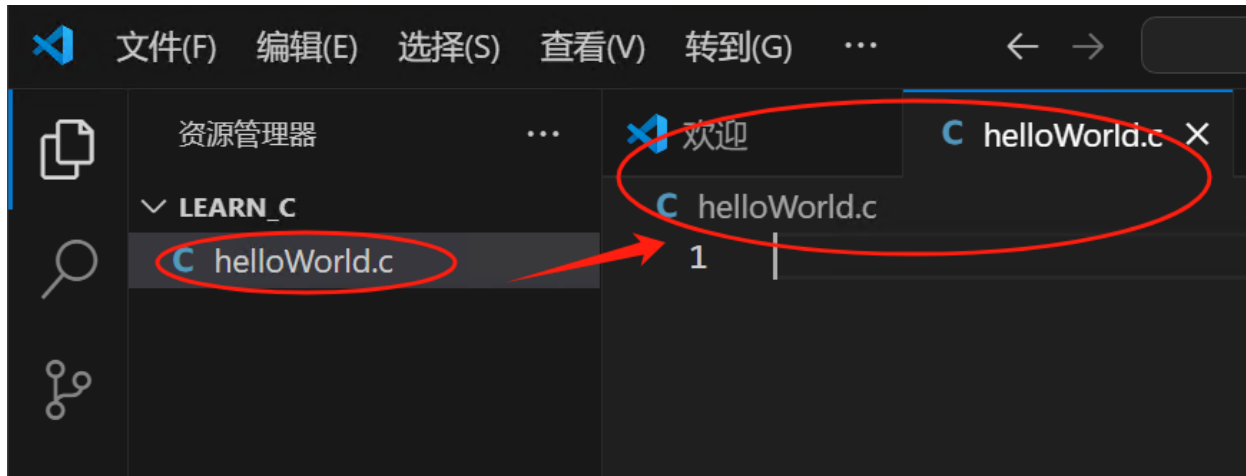 文件(F) 编辑(E) 选择(S) 查看(V) 转到(G) ···
资源管理器 ···
欢迎 C helloWorld.c ×
LEARN_C
C helloWorld.c
C helloWorld.c
1